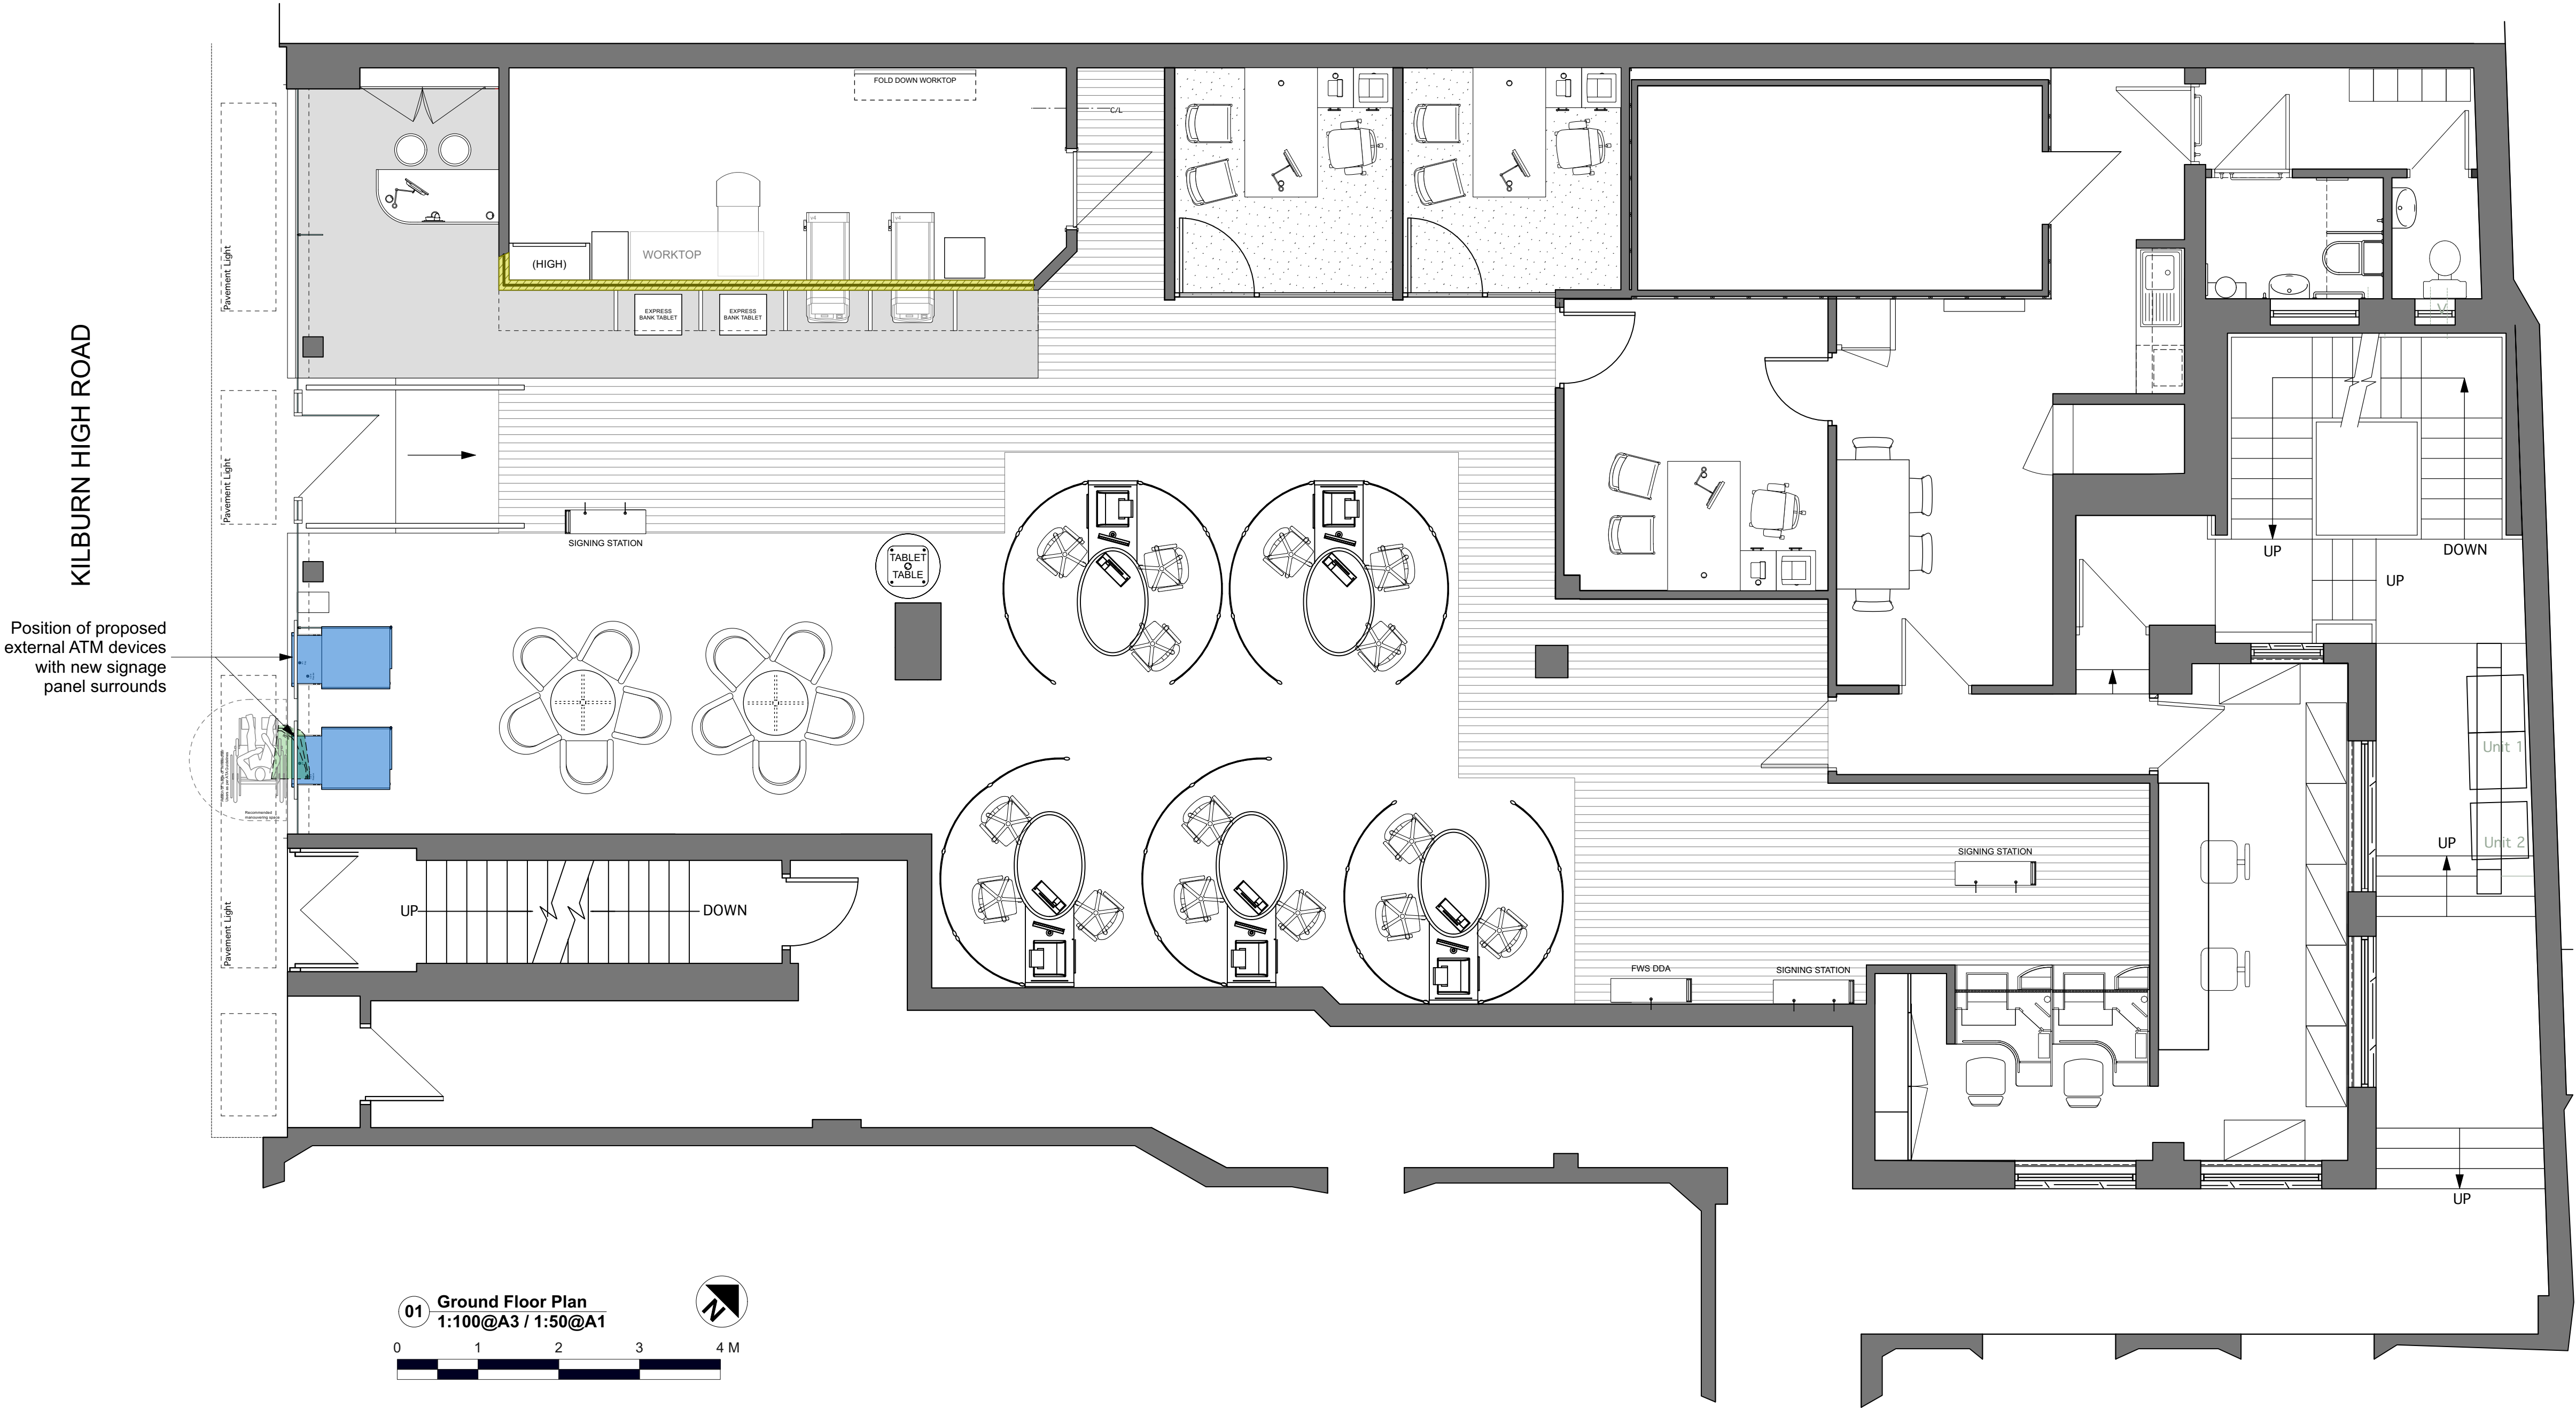 FOLD DOWN WORKTOP
C/L
Pavement Light
(HIGH)
WORKTOP
EXPRESS
BANK TABLET
EXPRESS
BANK TABLET
KILBURN HIGH ROAD
Pavement Light
SIGNING STATION
TABLET
TABLE
UP
DOWN
UP
Position of proposed
external ATM devices
with new signage
panel surrounds
Unit 1
Recommended
manoeuvring space
UP
Unit 2
SIGNING STATION
Pavement Light
UP
DOWN
FWS DDA
SIGNING STATION
UP
01
Ground Floor Plan
1:100@A3 / 1:50@A1
N
0 1 2 3 4 M